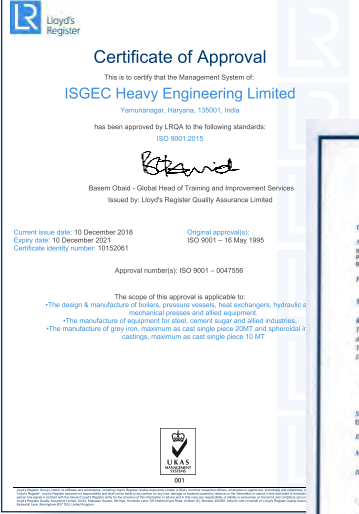 LR
Lloyd's
Register
Certificate of Approval
This is to certify that the Management System of:
ISGEC Heavy Engineering Limited
Yamunanagar, Haryana, 135001, India
has been approved by LRQA to the following standards:
ISO 9001:2015
Basem Obaid - Global Head of Training and Improvement Services
Issued by: Lloyd's Register Quality Assurance Limited
Current issue date: 10 December 2018
Expiry date: 10 December 2021
Certificate identity number: 10152061
Original approval(s):
ISO 9001 – 16 May 1995
Approval number(s): ISO 9001 – 0047556
The scope of this approval is applicable to:
•The design & manufacture of boilers, pressure vessels, heat exchangers, hydraulic a
mechanical presses and allied equipment.
•The manufacture of equipment for steel, cement sugar and allied industries.
•The manufacture of grey iron, maximum as cast single piece 20MT and spheroidal ir
castings, maximum as cast single piece 10 MT
UKAS
MANAGEMENT
SYSTEMS
001